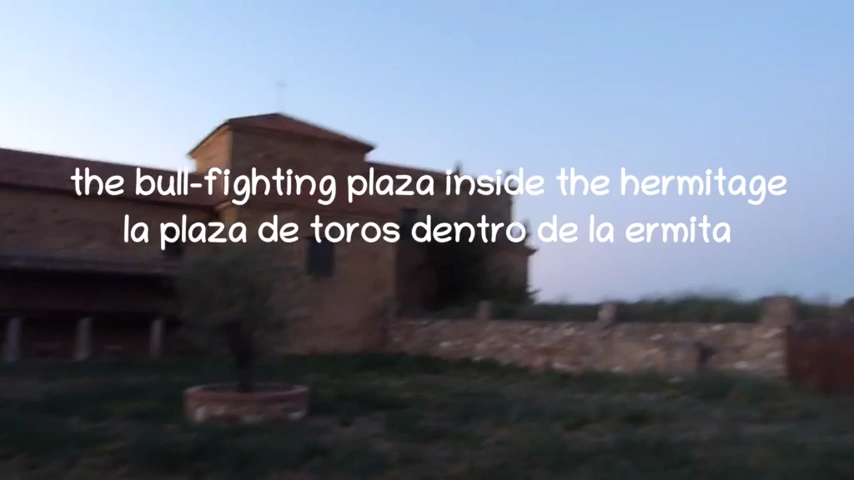 the bull-fighting plaza inside the hermitage
la plaza de toros dentro de la ermita